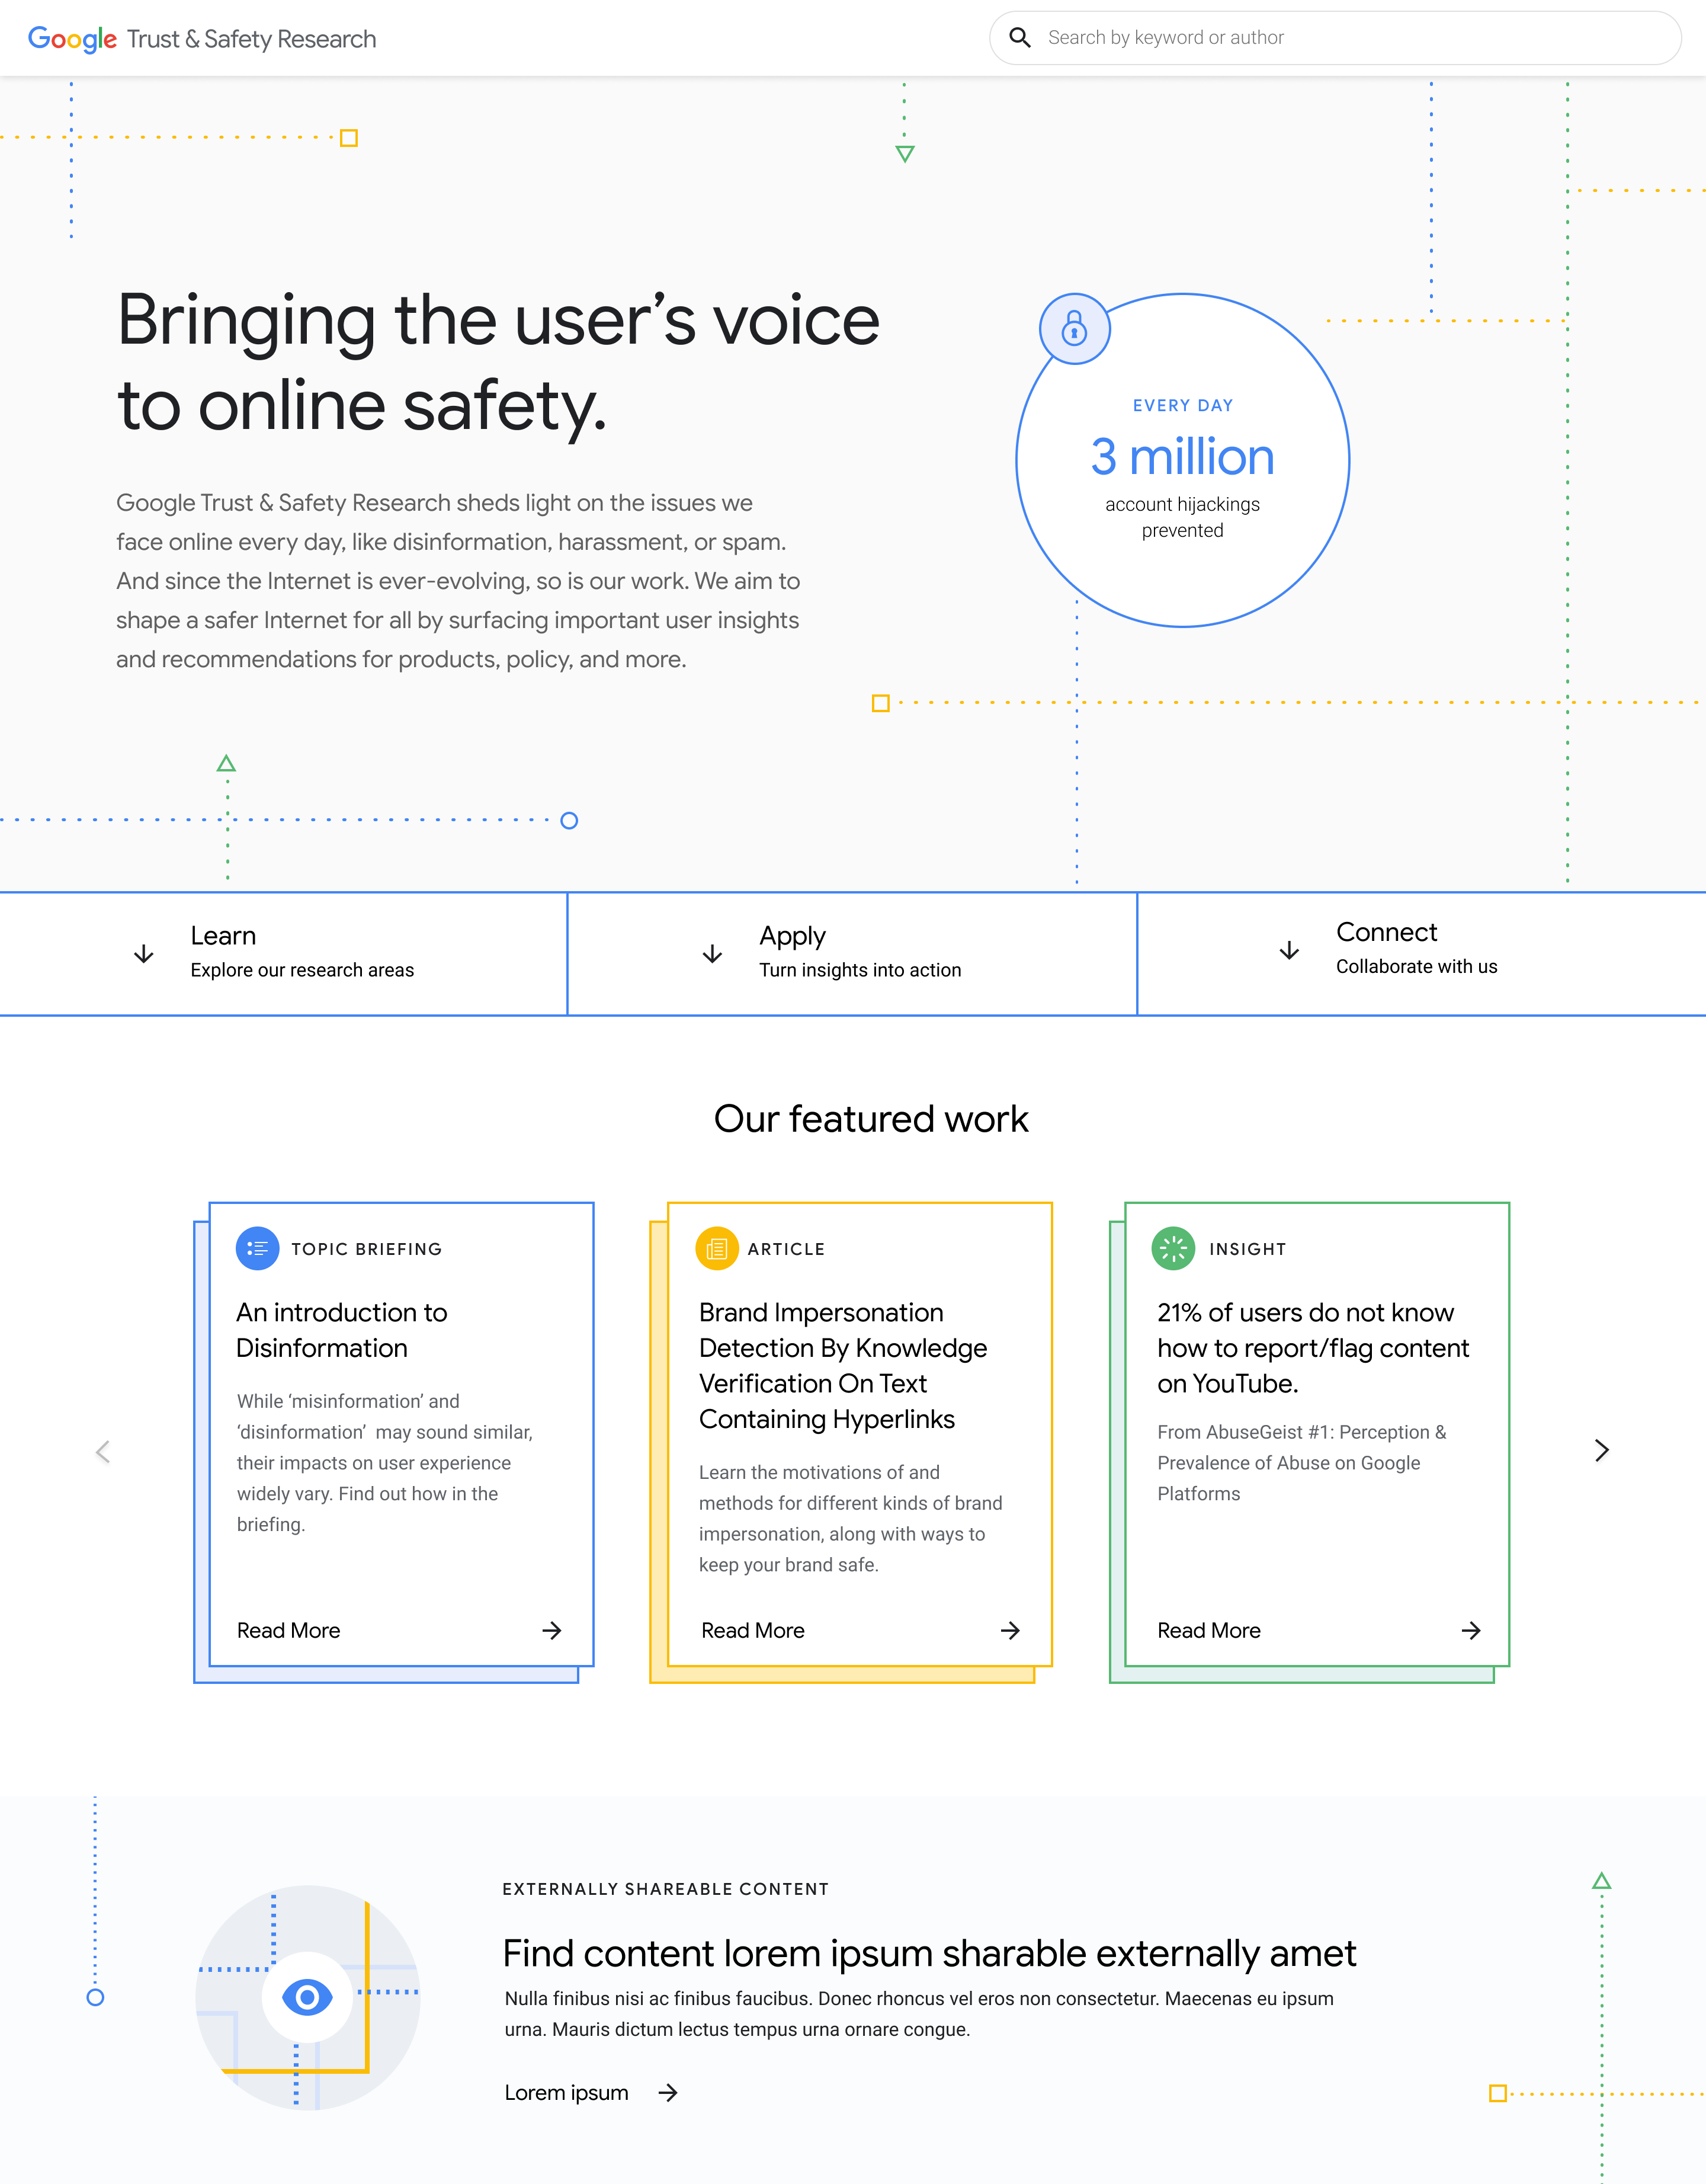 Google Trust & Safety Research
Search by keyword or author
Bringing the user’s voice
to online safety.
Google Trust & Safety Research sheds light on the issues we
face online every day, like disinformation, harassment, or spam.
And since the Internet is ever-evolving, so is our work. We aim to
shape a safer Internet for all by surfacing important user insights
and recommendations for products, policy, and more.
EVERY DAY
3 million
account hijackings
prevented
Learn
Explore our research areas
Apply
Turn insights into action
Connect
Collaborate with us
Our featured work
TOPIC BRIEFING
An introduction to
Disinformation
While ‘misinformation’ and
‘disinformation’ may sound similar,
their impacts on user experience
widely vary. Find out how in the
briefing.
Read More
ARTICLE
Brand Impersonation
Detection By Knowledge
Verification On Text
Containing Hyperlinks
Learn the motivations of and
methods for different kinds of brand
impersonation, along with ways to
keep your brand safe.
Read More
INSIGHT
21% of users do not know
how to report/flag content
on YouTube.
From AbuseGeist #1: Perception &
Prevalence of Abuse on Google
Platforms
Read More
EXTERNALLY SHAREABLE CONTENT
Find content lorem ipsum sharable externally amet
Nulla finibus nisi ac finibus faucibus. Donec rhoncus vel eros non consectetur. Maecenas eu ipsum
urna. Mauris dictum lectus tempus urna ornare congue.
Lorem ipsum